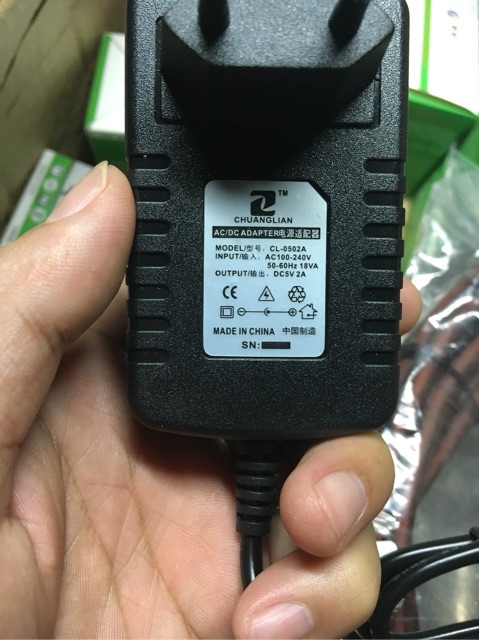 ™
CHUANGLIAN
AC/DC ADAPTER电源适配器
MODEL/型号: CL-0502A
INPUT/输入: AC100-240V
50-60Hz 18VA
OUTPUT/输出: DC5V 2A
CE
MADE IN CHINA 中国制造
SN: